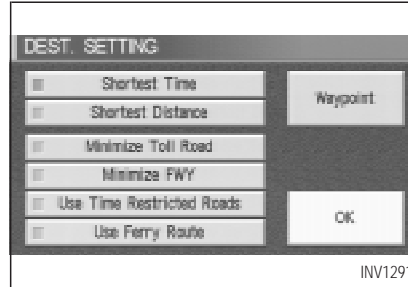 DEST. SETTING
Shortest Time
Shortest Distance
Waypoint
Minimize Toll Road
Minimize FWY
Use Time Restricted Roads
Use Ferry Route
OK
INV1291